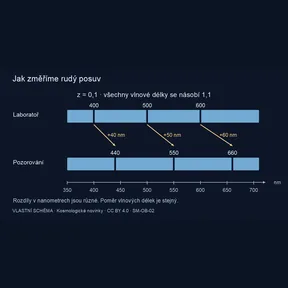 Jak změříme rudý posuv
z = 0,1 · všechny vlnové délky se násobí 1,1
400 500 600
Laboratoř
+40 nm +50 nm +60 nm
440 550 660
Pozorování
350 400 450 500 550 600 650 700 nm
Rozdíly v nanometrech jsou různé. Poměr vlnových délek je stejný.
VLASTNÍ SCHÉMA · Kosmologické novinky · CC BY 4.0 · SM-OB-02